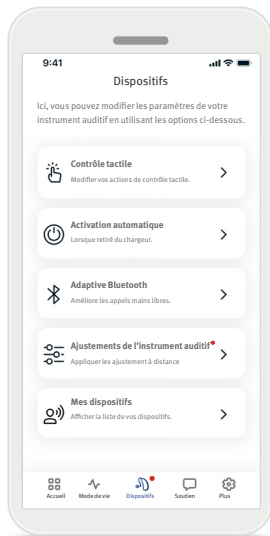 9:41
Dispositifs
Ici, vous pouvez modifier les paramètres de votre
instrument auditif en utilisant les options ci-dessous.
Contrôle tactile
Modifier vos actions de contrôle tactile.
Activation automatique
Lorsque retiré du chargeur.
Adaptive Bluetooth
Améliore les appels mains libres.
Ajustements de l'instrument auditif
Appliquer les ajustement à distance
Mes dispositifs
Afficher la liste de vos dispositifs.
Accueil Mode de vie Dispositifs Soutien Plus